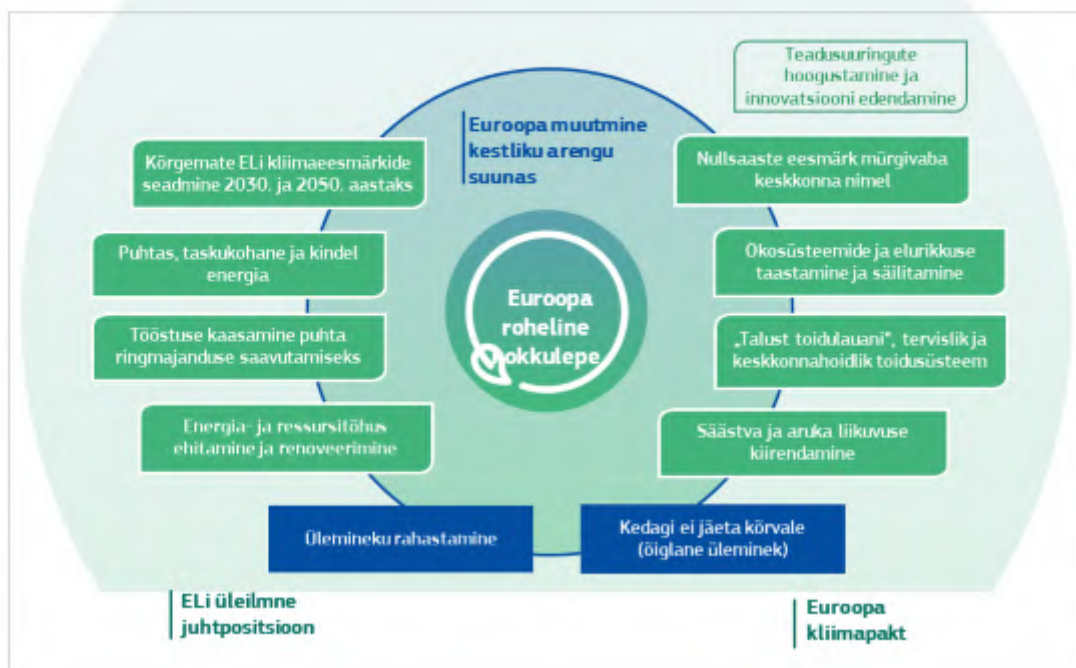 Teadusuuringute
hoogustamine ja
innovatsiooni edendamine
Euroopa muutmine
kestliku arengu
suunas
Kõrgemate ELi kliimaeesmärkide
seadmine 2030. ja 2050. aastaks
Nullsaaste eesmärk mürgivaba
keskkonna nimel
Puhtas, taskukohane ja kindel
energia
Ökosüsteemide ja elurikkuse
taastamine ja säilitamine
Euroopa
roheline
kokkulepe
Tööstuse kaasamine puhta
ringmajanduse saavutamiseks
„Talust toidulauani“, tervislik ja
keskkonnahoidlik toidusüsteem
Energia- ja ressursitõhus
ehitamine ja renoveerimine
Säästva ja aruka liikuvuse
kiirendamine
Ülemineku rahastamine
Kedagi ei jäeta kõrvale
(õiglane üleminek)
ELi üleilmne
juhtpositsioon
Euroopa
kliimapakt